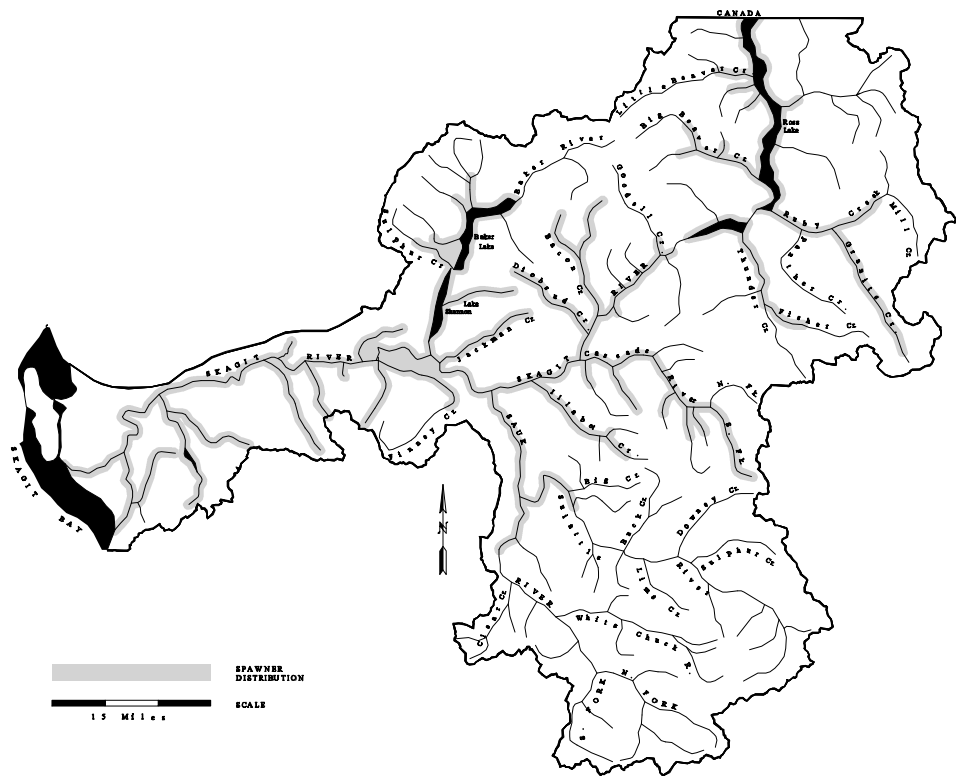 CANADA
Little Beaver Cr
Big Beaver Cr
Ross
Lake
Baker River
Goodell Cr
Ruby Creek
Mill Cr
Granite Cr.
Sulphur Cr
Baker
Lake
Bacon Cr
Diobsud Cr
RIVER
Thunder Cr
Fisher Cr
Lake
Shannon
Jackman Cr
SKAGIT RIVER
SKAGIT
Cascade River
N. Fk.
S. Fk.
Illabot Cr.
Finney Cr
SAUK
SKAGIT BAY
N
Big Cr
Suiattle River
Buck Cr
Downey Cr
Sulphur Cr
Lime Cr
RIVER
Clear Cr
White Chuck R.
N. FORK
S. FORK
SPAWNER
DISTRIBUTION
SCALE
15 Miles